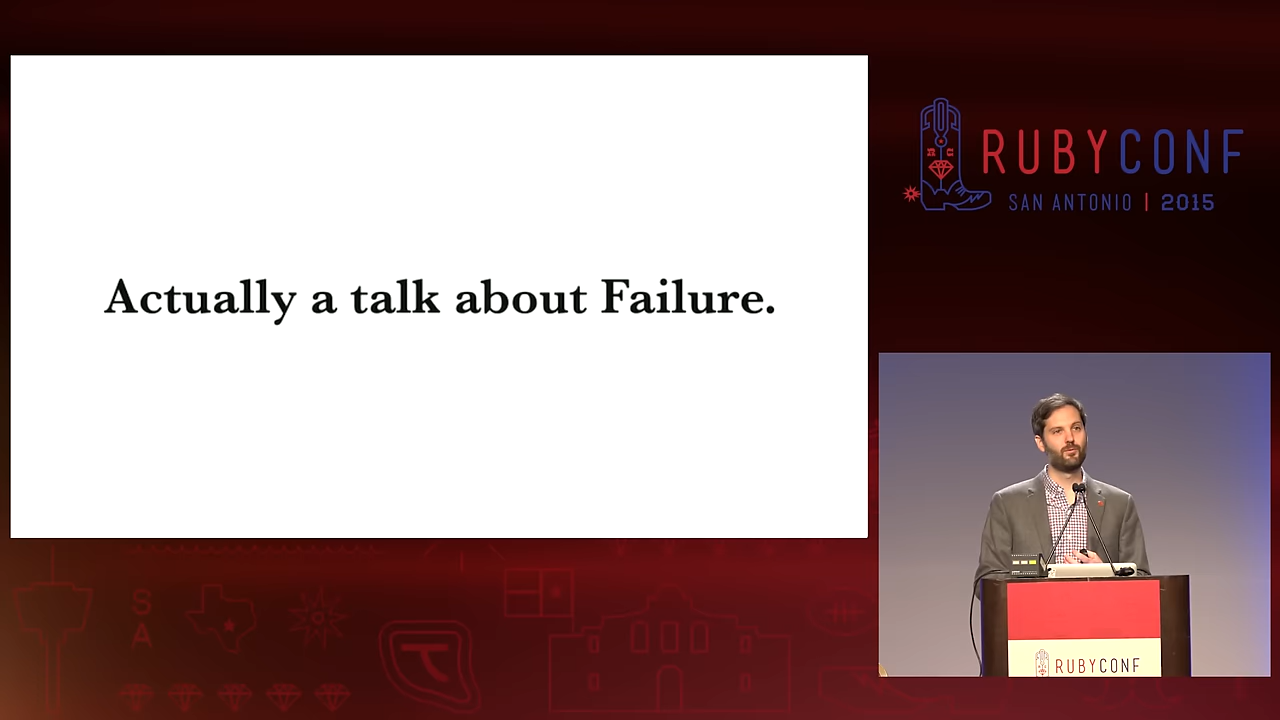 Actually a talk about Failure.
RUBYCONF
SAN ANTONIO | 2015
S
A
RUBYCONF